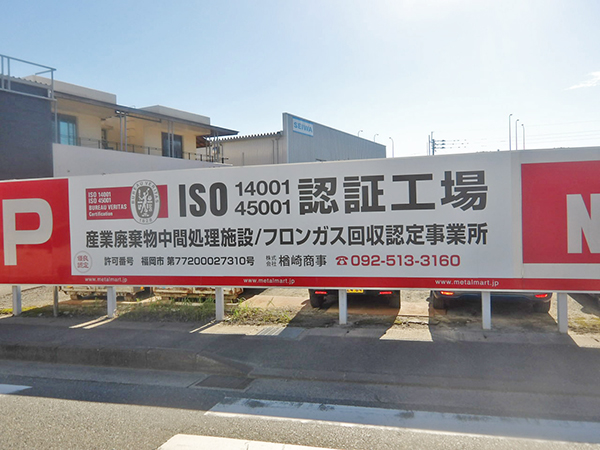 SEIWA
P
ISO 14001
ISO 45001
BUREAU VERITAS
Certification
ISO 14001 45001 認証工場
産業廃棄物中間処理施設/フロンガス回収認定事業所
優良認定 許可番号 福岡市 第77200027310号 株式会社 楢崎商事 ☎092-513-3160
www.metalmart.jp www.metalmart.jp www.metalmart.jp
N